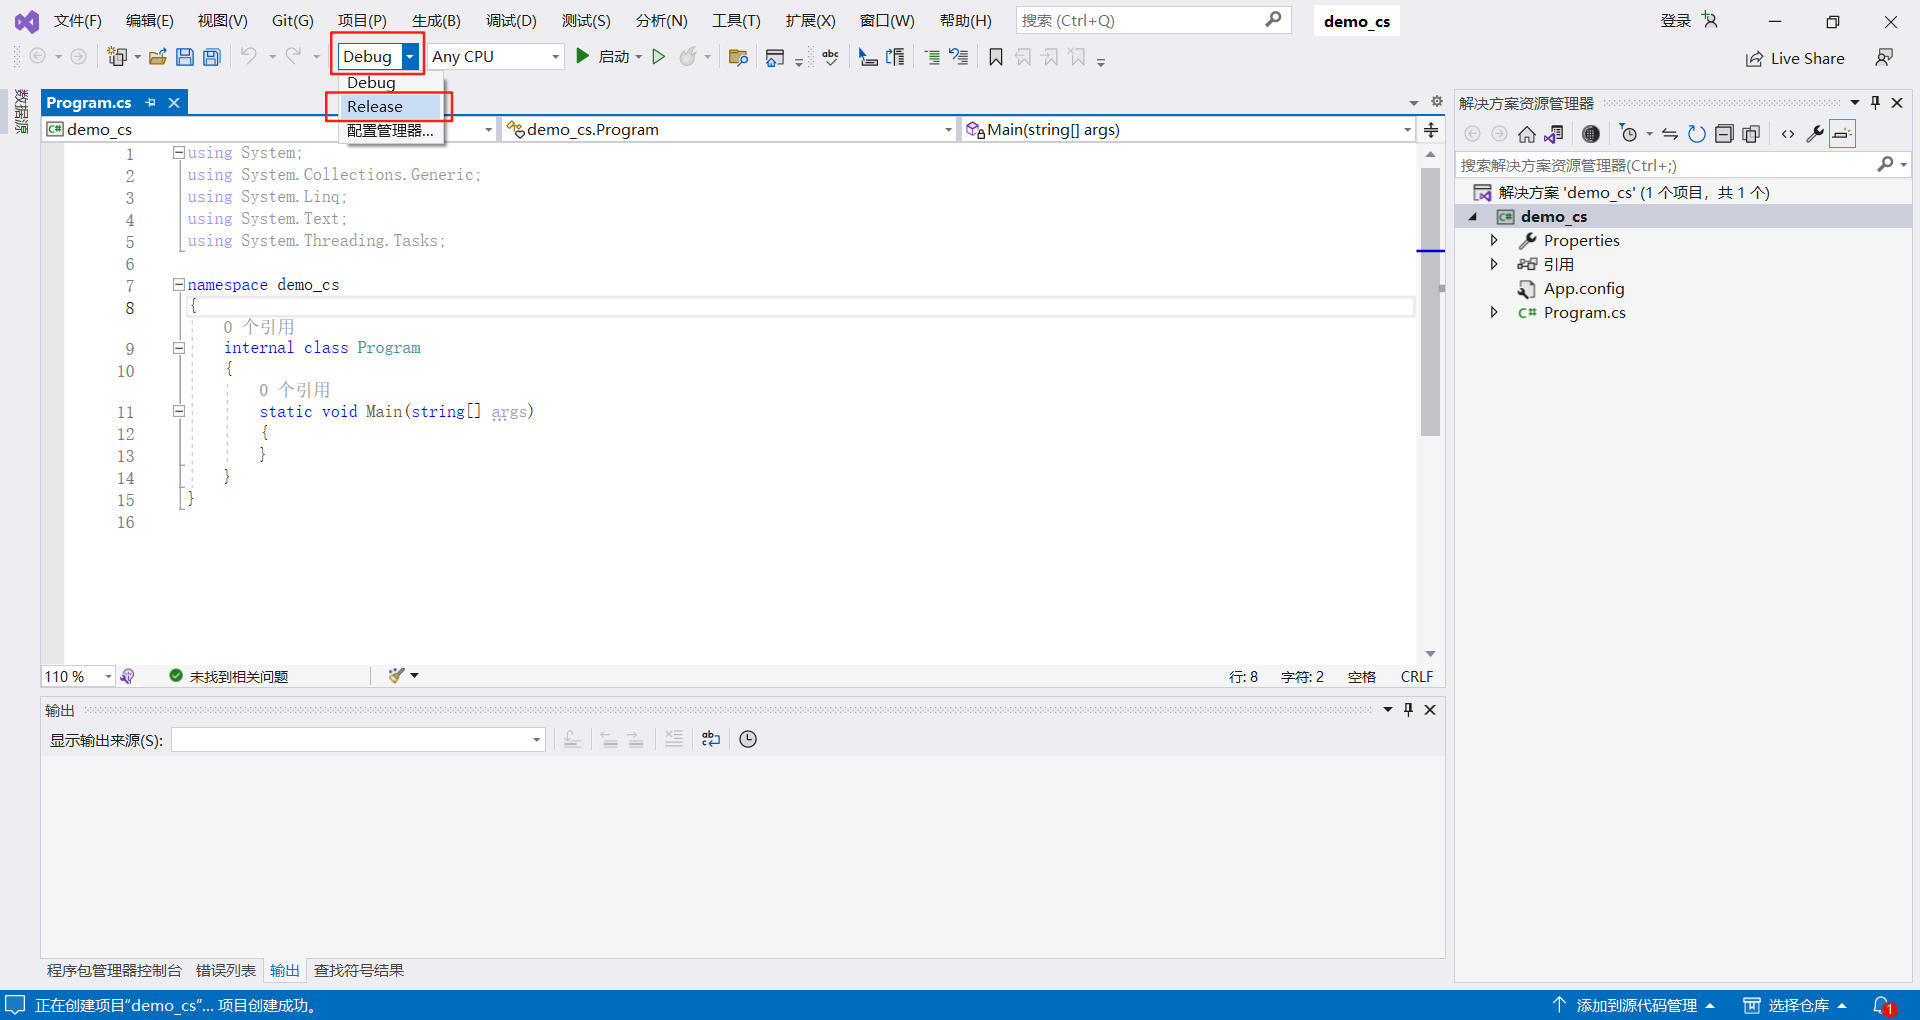 文件(F) 编辑(E) 视图(V) Git(G) 项目(P) 生成(B) 调试(D) 测试(S) 分析(N) 工具(T) 扩展(X) 窗口(W) 帮助(H) 搜索 (Ctrl+Q) demo_cs 登录
Debug Any CPU 启动 abc Live Share
Debug
Release
配置管理器...
数据源
Program.cs
C# demo_cs demo_cs.Program Main(string[] args)
1 using System;
2 using System.Collections.Generic;
3 using System.Linq;
4 using System.Text;
5 using System.Threading.Tasks;
6
7 namespace demo_cs
8 {
0 个引用
9 internal class Program
10 {
0 个引用
11 static void Main(string[] args)
12 {
13 }
14 }
15 }
16
110 % 未找到相关问题 行: 8 字符: 2 空格 CRLF
输出
显示输出来源(S):
程序包管理器控制台 错误列表 输出 查找符号结果
解决方案资源管理器
搜索解决方案资源管理器(Ctrl+;)
解决方案 'demo_cs' (1 个项目，共 1 个)
C# demo_cs
Properties
引用
App.config
C# Program.cs
正在创建项目“demo_cs”... 项目创建成功。 添加到源代码管理 选择仓库 1